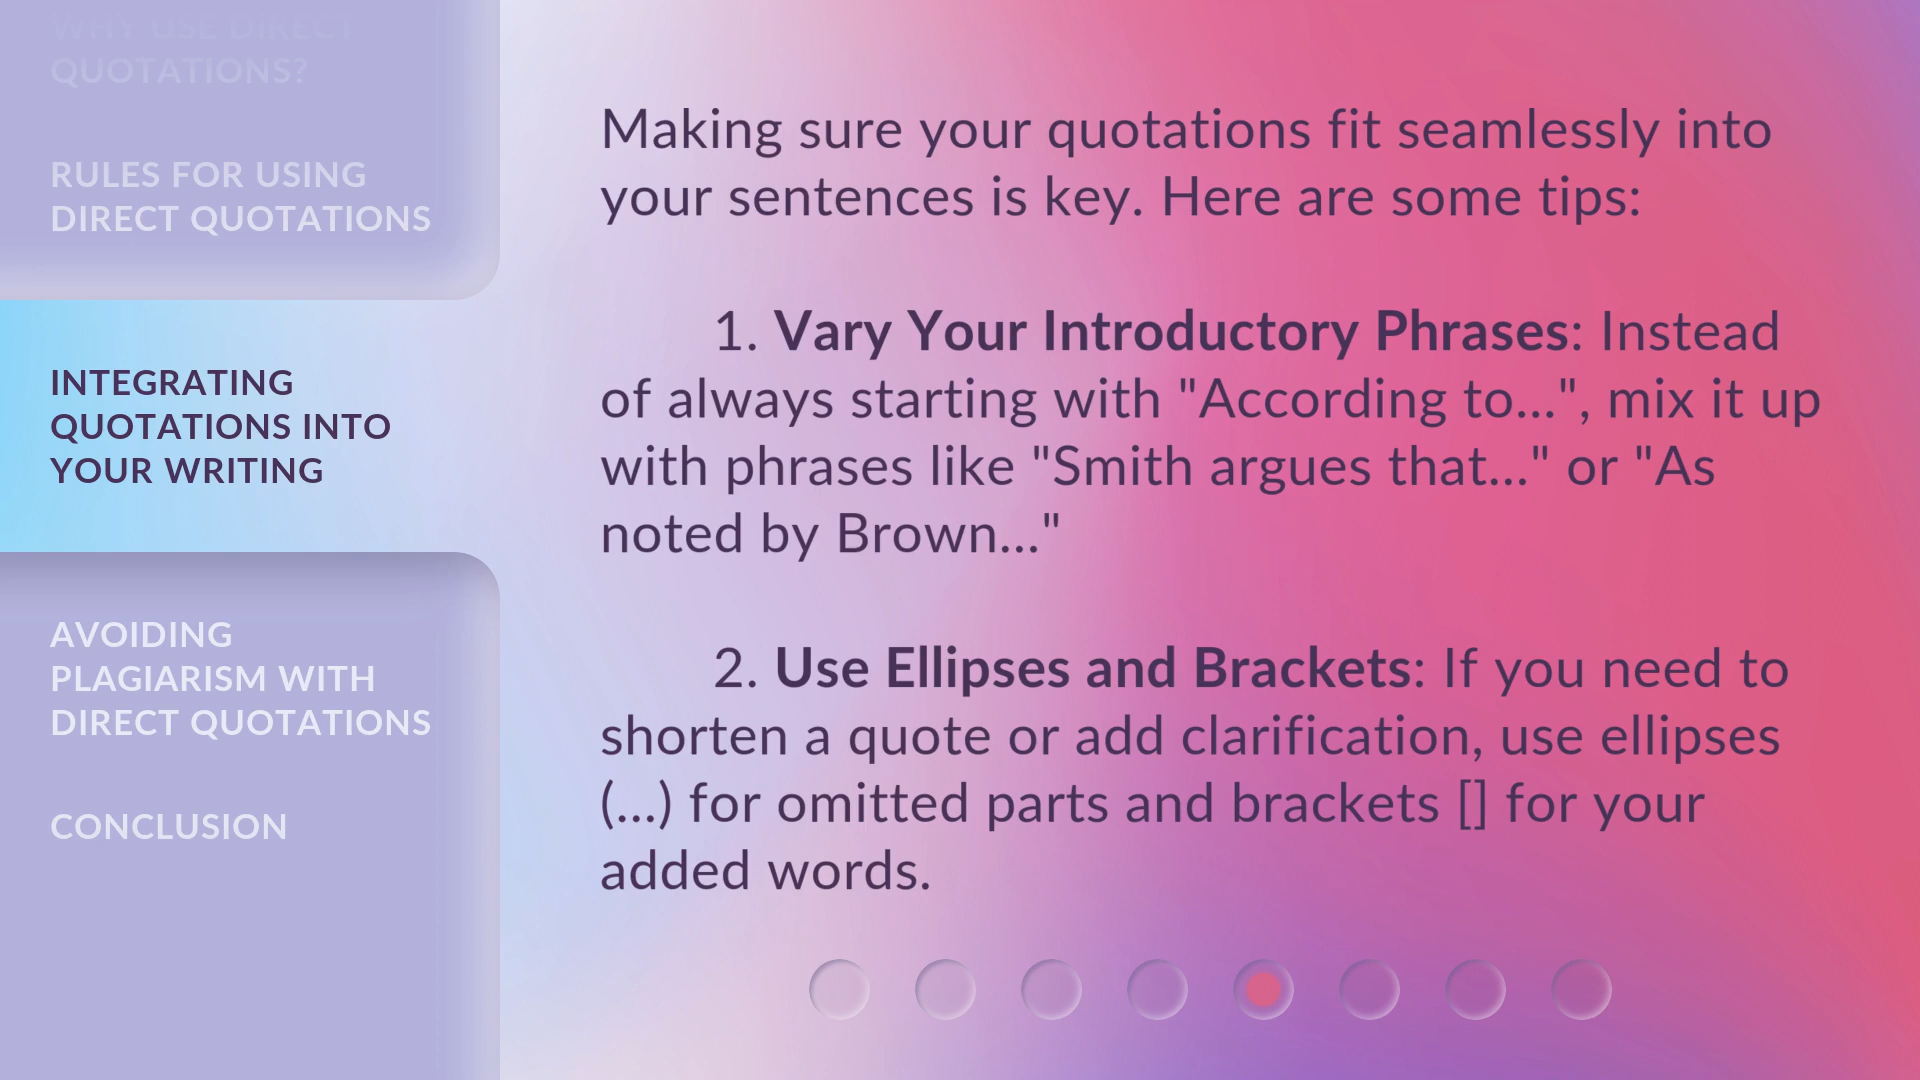 WHY USE DIRECT
QUOTATIONS?
RULES FOR USING
DIRECT QUOTATIONS
INTEGRATING
QUOTATIONS INTO
YOUR WRITING
AVOIDING
PLAGIARISM WITH
DIRECT QUOTATIONS
CONCLUSION
Making sure your quotations fit seamlessly into
your sentences is key. Here are some tips:
1. Vary Your Introductory Phrases: Instead
of always starting with "According to...", mix it up
with phrases like "Smith argues that..." or "As
noted by Brown..."
2. Use Ellipses and Brackets: If you need to
shorten a quote or add clarification, use ellipses
(...) for omitted parts and brackets [] for your
added words.